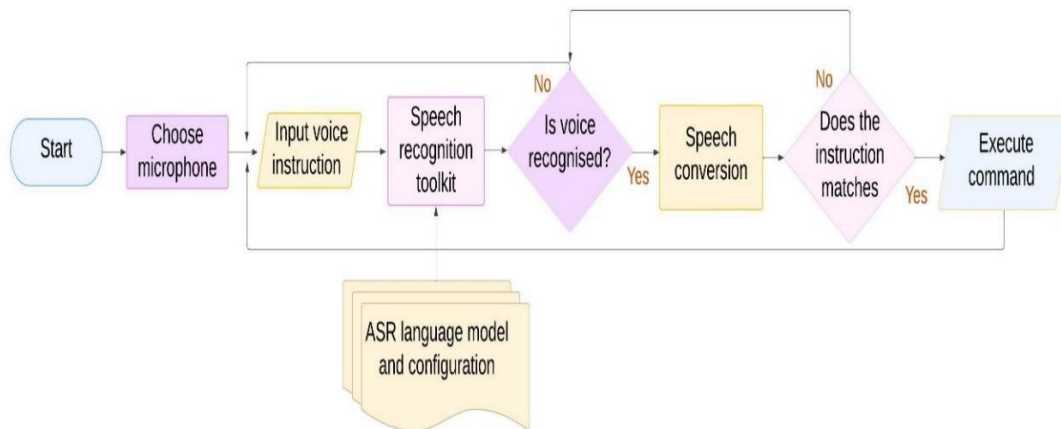 Start
Choose
microphone
Input voice
instruction
Speech
recognition
toolkit
Is voice
recognised?
No
Yes
Speech
conversion
Does the
instruction
matches
No
Yes
Execute
command
ASR language model
and configuration